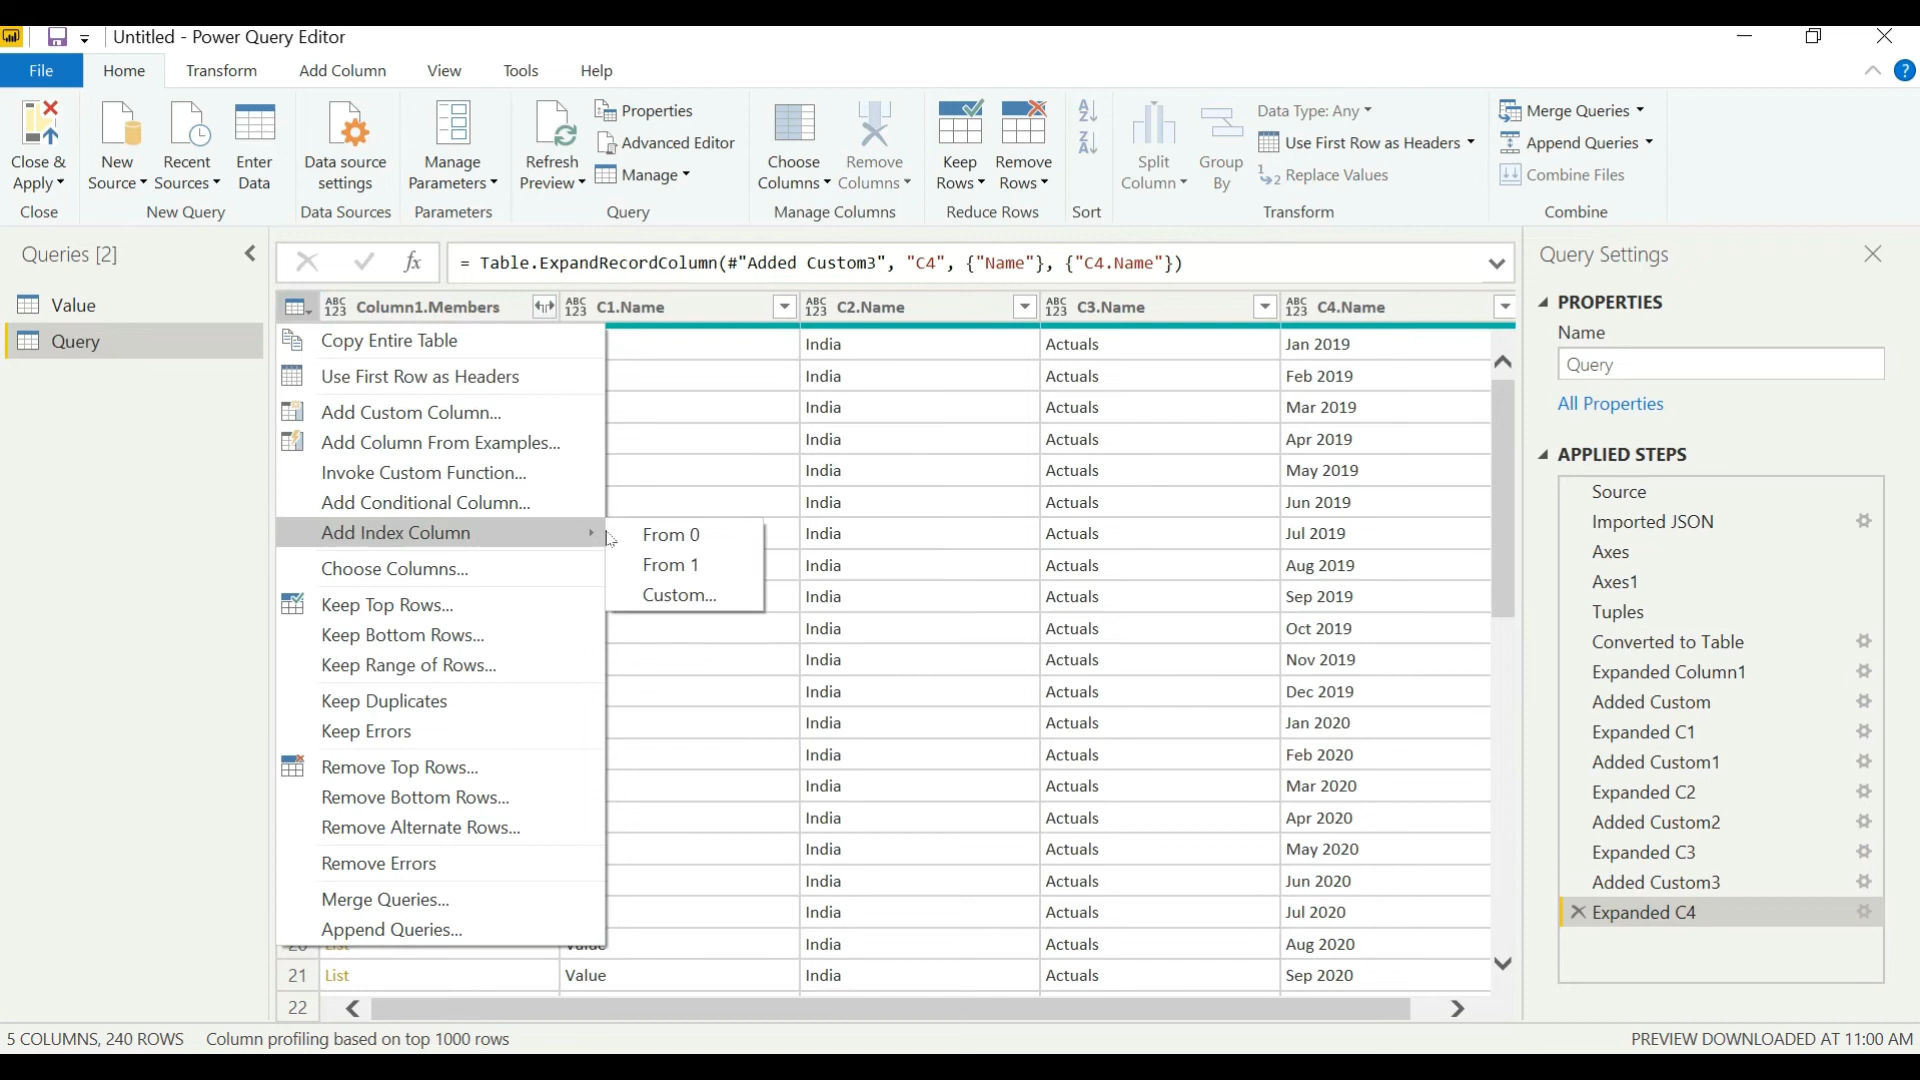 Untitled - Power Query Editor
File Home Transform Add Column View Tools Help
Close & Apply
New Source
Recent Sources
Enter Data
Data source settings
Manage Parameters
Refresh Preview
Properties
Advanced Editor
Manage
Choose Columns
Remove Columns
Keep Rows
Remove Rows
Split Column
Group By
Data Type: Any
Use First Row as Headers
Replace Values
Merge Queries
Append Queries
Combine Files
Close New Query Data Sources Parameters Query Manage Columns Reduce Rows Sort Transform Combine
Queries [2]
Value
Query
fx = Table.ExpandRecordColumn(#"Added Custom3", "C4", {"Name"}, {"C4.Name"})
ABC 123 Column1.Members ABC 123 C1.Name ABC 123 C2.Name ABC 123 C3.Name ABC 123 C4.Name
Copy Entire Table
Use First Row as Headers
Add Custom Column...
Add Column From Examples...
Invoke Custom Function...
Add Conditional Column...
Add Index Column
Choose Columns...
Keep Top Rows...
Keep Bottom Rows...
Keep Range of Rows...
Keep Duplicates
Keep Errors
Remove Top Rows...
Remove Bottom Rows...
Remove Alternate Rows...
Remove Errors
Merge Queries...
Append Queries...
From 0
From 1
Custom...
India Actuals Jan 2019
India Actuals Feb 2019
India Actuals Mar 2019
India Actuals Apr 2019
India Actuals May 2019
India Actuals Jun 2019
India Actuals Jul 2019
India Actuals Aug 2019
India Actuals Sep 2019
India Actuals Oct 2019
India Actuals Nov 2019
India Actuals Dec 2019
India Actuals Jan 2020
India Actuals Feb 2020
India Actuals Mar 2020
India Actuals Apr 2020
India Actuals May 2020
India Actuals Jun 2020
India Actuals Jul 2020
India Actuals Aug 2020
21 List Value India Actuals Sep 2020
22
Query Settings
PROPERTIES
Name
Query
All Properties
APPLIED STEPS
Source
Imported JSON
Axes
Axes1
Tuples
Converted to Table
Expanded Column1
Added Custom
Expanded C1
Added Custom1
Expanded C2
Added Custom2
Expanded C3
Added Custom3
Expanded C4
5 COLUMNS, 240 ROWS Column profiling based on top 1000 rows PREVIEW DOWNLOADED AT 11:00 AM